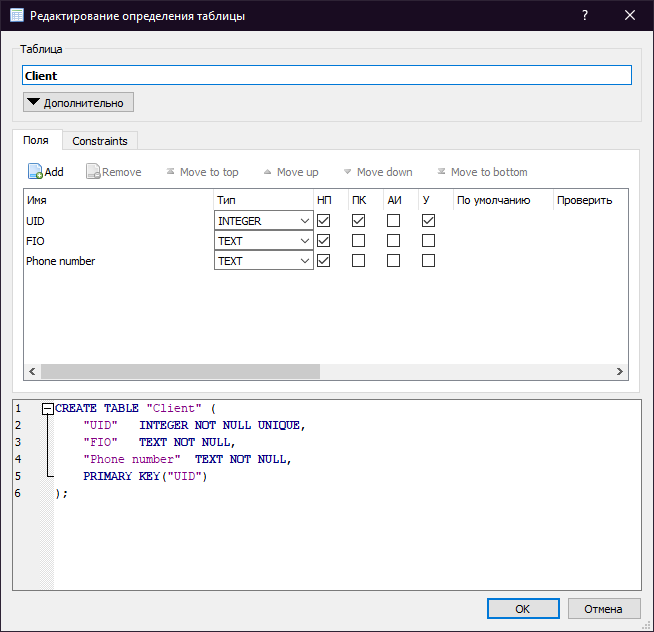 Редактирование определения таблицы
?
Таблица
Client
Дополнительно
Поля
Constraints
Add
Remove
Move to top
Move up
Move down
Move to bottom
Имя Тип НП ПК АИ У По умолчанию Проверить
UID INTEGER
FIO TEXT
Phone number TEXT
1 CREATE TABLE "Client" (
2 "UID" INTEGER NOT NULL UNIQUE,
3 "FIO" TEXT NOT NULL,
4 "Phone number" TEXT NOT NULL,
5 PRIMARY KEY("UID")
6 );
OK
Отмена